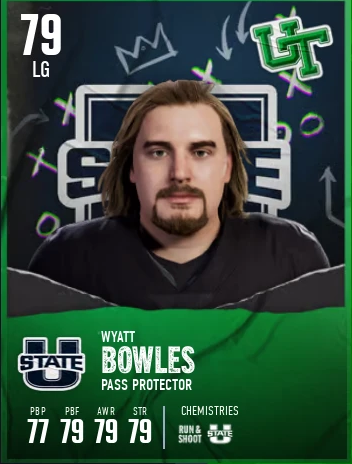 79
LG
UT
STATE
STATE
WYATT
BOWLES
PASS PROTECTOR
PBP PBF AWR STR
77 79 79 79
CHEMISTRIES
RUN &
SHOOT
STATE